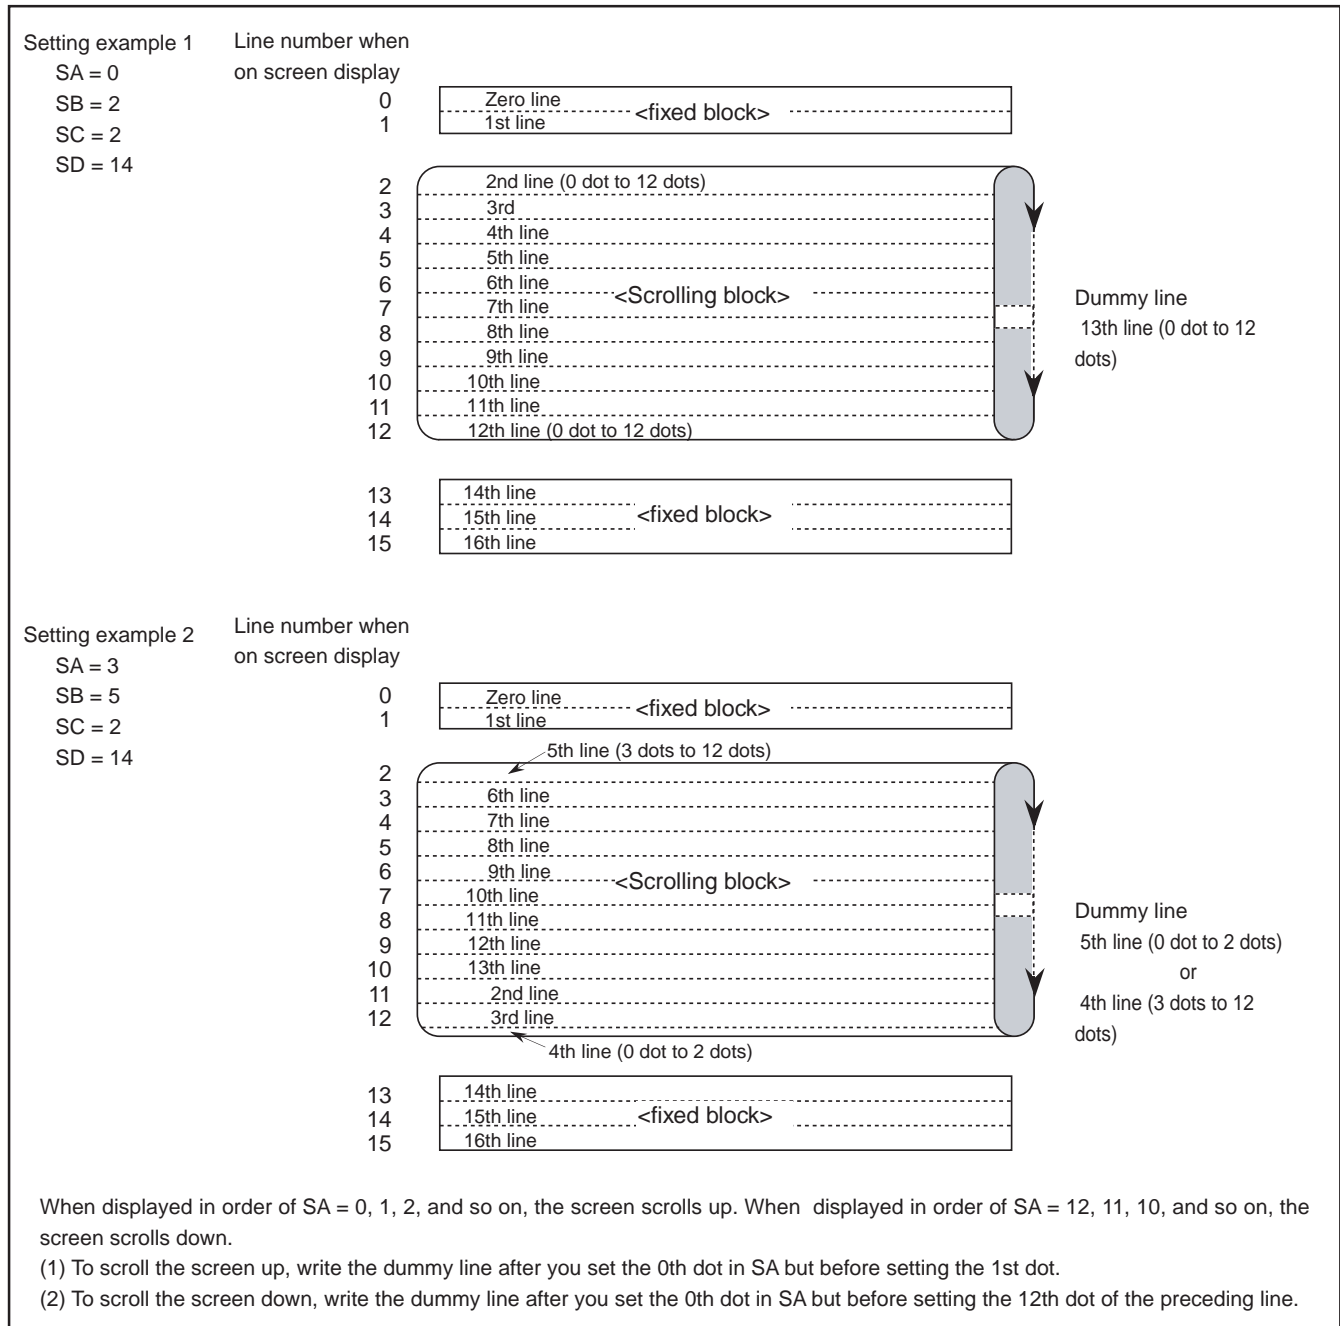 Setting example 1
SA = 0
SB = 2
SC = 2
SD = 14
Line number when
on screen display
0 Zero line
1 1st line
<fixed block>
2 2nd line (0 dot to 12 dots)
3 3rd
4 4th line
5 5th line
6 6th line
<Scrolling block>
7 7th line
8 8th line
9 9th line
10 10th line
11 11th line
12 12th line (0 dot to 12 dots)
Dummy line
13th line (0 dot to 12
dots)
13 14th line
14 15th line
<fixed block>
15 16th line
Setting example 2
SA = 3
SB = 5
SC = 2
SD = 14
Line number when
on screen display
0 Zero line
1 1st line
<fixed block>
5th line (3 dots to 12 dots)
2
3 6th line
4 7th line
5 8th line
6 9th line
<Scrolling block>
7 10th line
8 11th line
9 12th line
10 13th line
11 2nd line
12 3rd line
4th line (0 dot to 2 dots)
Dummy line
5th line (0 dot to 2 dots)
or
4th line (3 dots to 12
dots)
13 14th line
14 15th line
<fixed block>
15 16th line
When displayed in order of SA = 0, 1, 2, and so on, the screen scrolls up. When displayed in order of SA = 12, 11, 10, and so on, the
screen scrolls down.
(1) To scroll the screen up, write the dummy line after you set the 0th dot in SA but before setting the 1st dot.
(2) To scroll the screen down, write the dummy line after you set the 0th dot in SA but before setting the 12th dot of the preceding line.